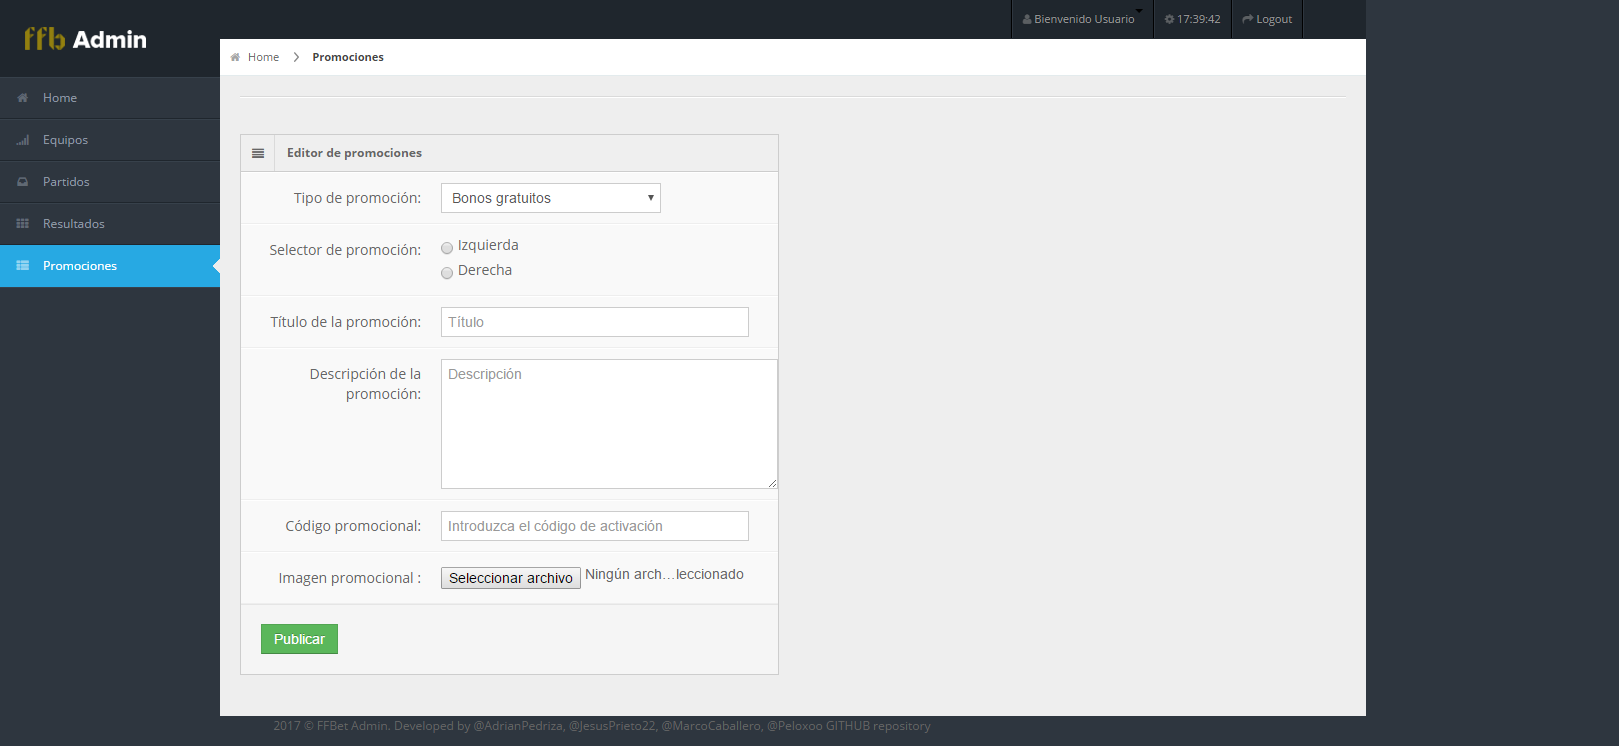 ffb Admin
Bienvenido Usuario
17:39:42
Logout
Home
Promociones
Home
Equipos
Partidos
Resultados
Promociones
Editor de promociones
Tipo de promoción:
Bonos gratuitos
Selector de promoción:
Izquierda
Derecha
Título de la promoción:
Título
Descripción de la
promoción:
Descripción
Código promocional:
Introduzca el código de activación
Imagen promocional :
Seleccionar archivo
Ningún arch...leccionado
Publicar
2017 © FFBet Admin. Developed by @AdrianPedriza, @JesusPrieto22, @MarcoCaballero, @Peloxoo GITHUB repository